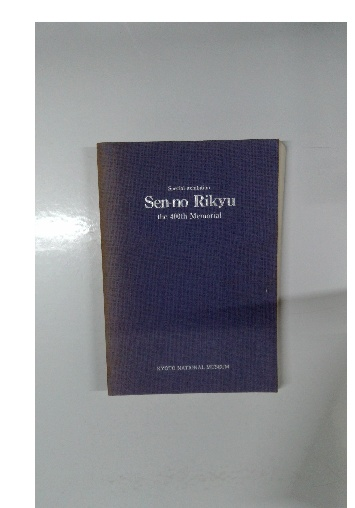 Special exhibition
Sen-no Rikyu
the 400th Memorial
KYOTO NATIONAL MUSEUM